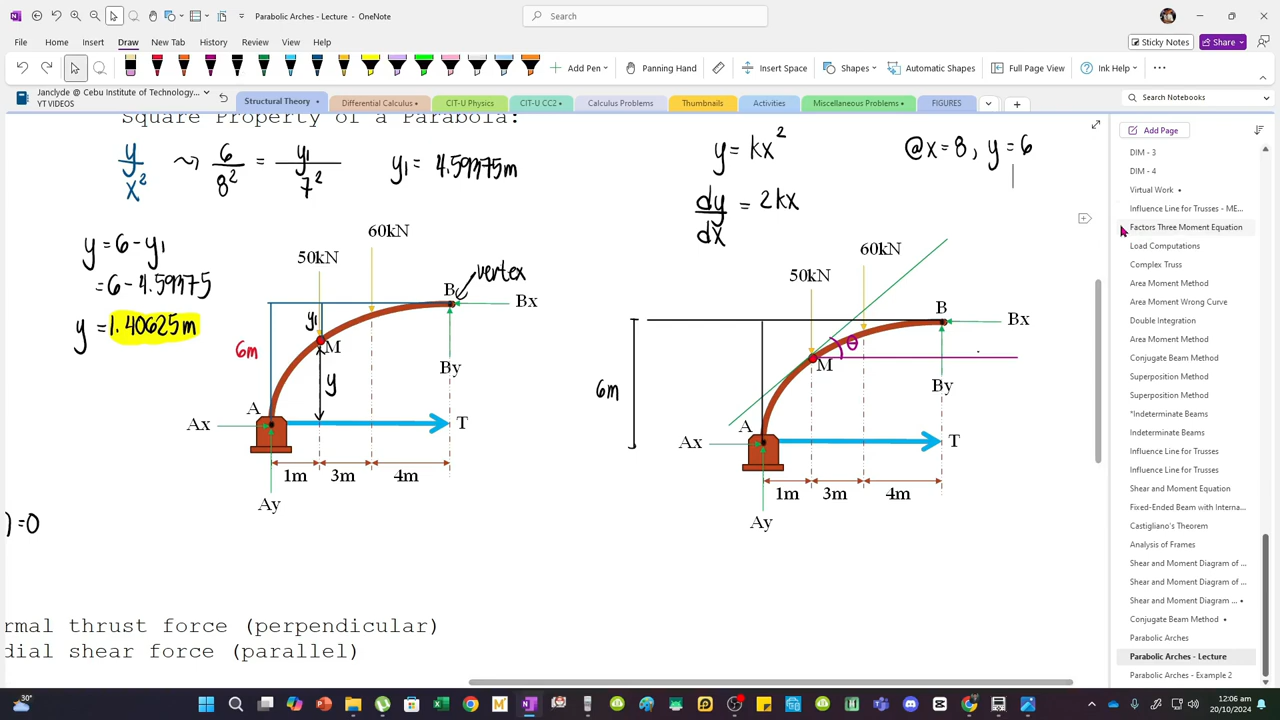 Parabolic Arches - Lecture - OneNote
Search
File Home Insert Draw New Tab History Review View Help
Sticky Notes
Share
Add Pen
Panning Hand
Insert Space
Shapes
Automatic Shapes
Full Page View
Ink Help
Janclyde @ Cebu Institute of Technology...
YT VIDEOS
Structural Theory
Differential Calculus
CIT-U Physics
CIT-U CC2
Calculus Problems
Thumbnails
Activities
Miscellaneous Problems
FIGURES
Search Notebooks
Add Page
DIM - 3
DIM - 4
Virtual Work
Influence Line for Trusses - ME...
Factors Three Moment Equation
Load Computations
Complex Truss
Area Moment Method
Area Moment Wrong Curve
Double Integration
Area Moment Method
Conjugate Beam Method
Superposition Method
Superposition Method
*Indeterminate Beams
Indeterminate Beams
Influence Line for Trusses
Influence Line for Trusses
Shear and Moment Equation
Fixed-Ended Beam with Interna...
Castigliano's Theorem
Analysis of Frames
Shear and Moment Diagram of ...
Shear and Moment Diagram of ...
Shear and Moment Diagram ...
Conjugate Beam Method
Parabolic Arches
Parabolic Arches - Lecture
Parabolic Arches - Example 2
Square Property of a Parabola:
y/x² ⤳ 6/8² = y₁/7² y₁ = 4.59375m
y = 6 - y₁
= 6 - 4.59375
y = 1.40625m
50kN
60kN
vertex
B
Bx
y₁
6m
M
y
By
A
Ax
T
1m 3m 4m
Ay
) = 0
y = kx²
dy/dx = 2kx
@x = 8, y = 6
50kN
60kN
B
Bx
θ
M
6m
By
A
Ax
T
1m 3m 4m
Ay
rmal thrust force (perpendicular)
dial shear force (parallel)
30°
12:06 am
20/10/2024